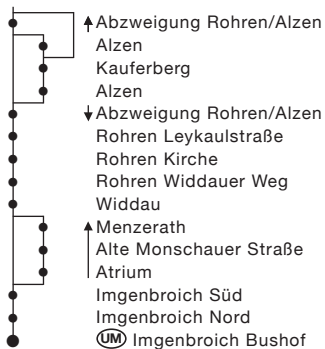 Abzweigung Rohren/Alzen
Alzen
Kauferberg
Alzen
Abzweigung Rohren/Alzen
Rohren Leykaulstraße
Rohren Kirche
Rohren Widdauer Weg
Widdau
Menzerath
Alte Monschauer Straße
Atrium
Imgenbroich Süd
Imgenbroich Nord
UM Imgenbroich Bushof